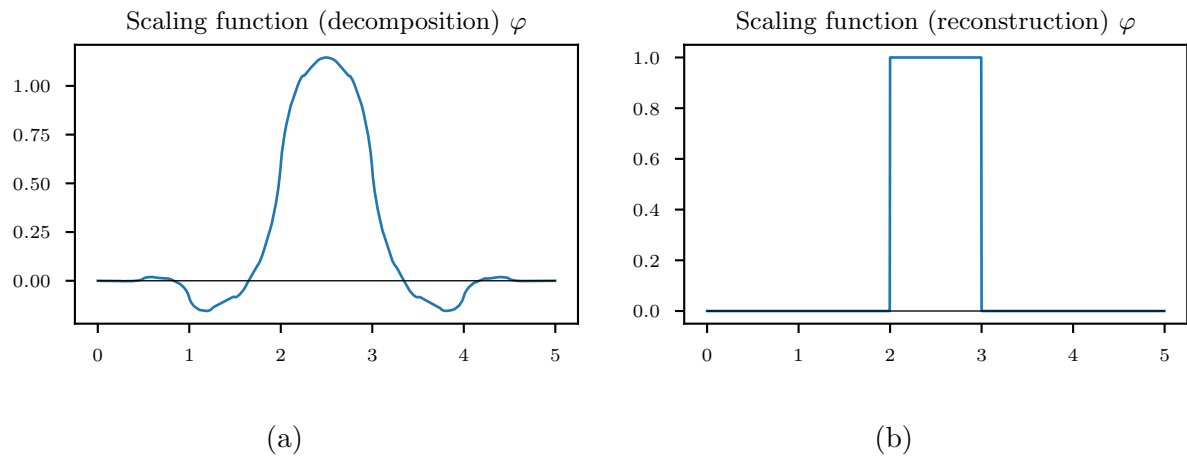 Scaling function (decomposition) φ
1.00
0.75
0.50
0.25
0.00
0 1 2 3 4 5
(a)
Scaling function (reconstruction) φ
1.0
0.8
0.6
0.4
0.2
0.0
0 1 2 3 4 5
(b)